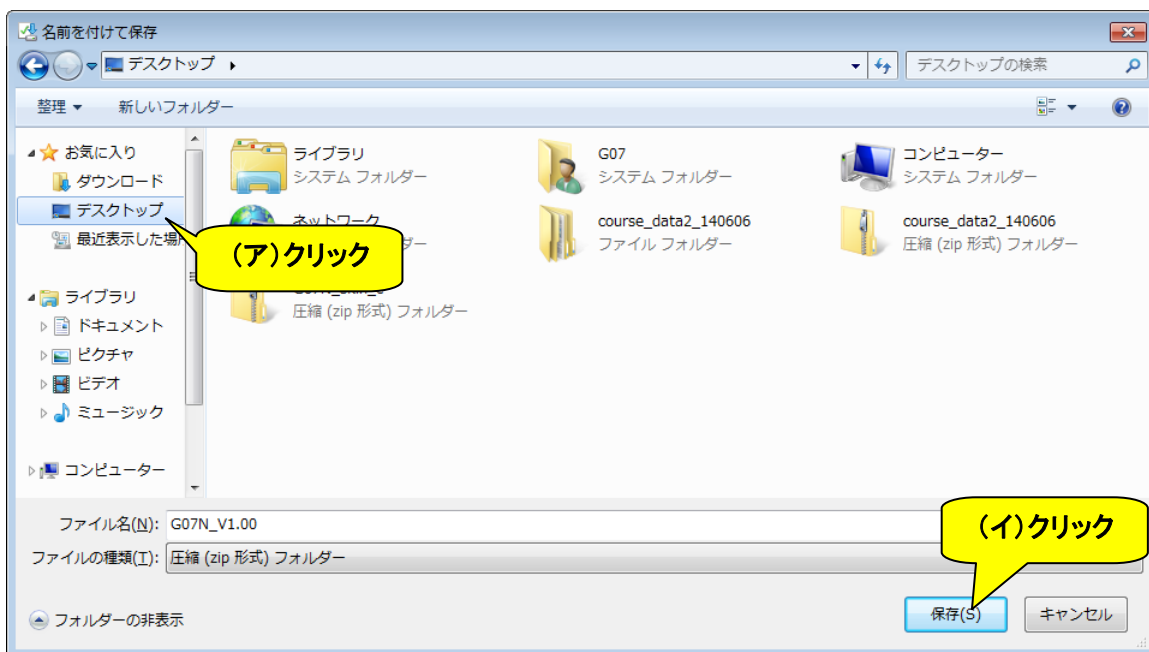 名前を付けて保存
デスクトップ
デスクトップの検索
整理
新しいフォルダー
お気に入り
ダウンロード
デスクトップ
最近表示した場
ライブラリ
ドキュメント
ピクチャ
ビデオ
ミュージック
コンピューター
ライブラリ
システム フォルダー
G07
システム フォルダー
コンピューター
システム フォルダー
ネットワーク
course_data2_140606
ファイル フォルダー
course_data2_140606
圧縮 (zip 形式) フォルダー
圧縮 (zip 形式) フォルダー
(ア)クリック
ファイル名(N): G07N_V1.00
ファイルの種類(T): 圧縮 (zip 形式) フォルダー
(イ)クリック
フォルダーの非表示
保存(S)
キャンセル